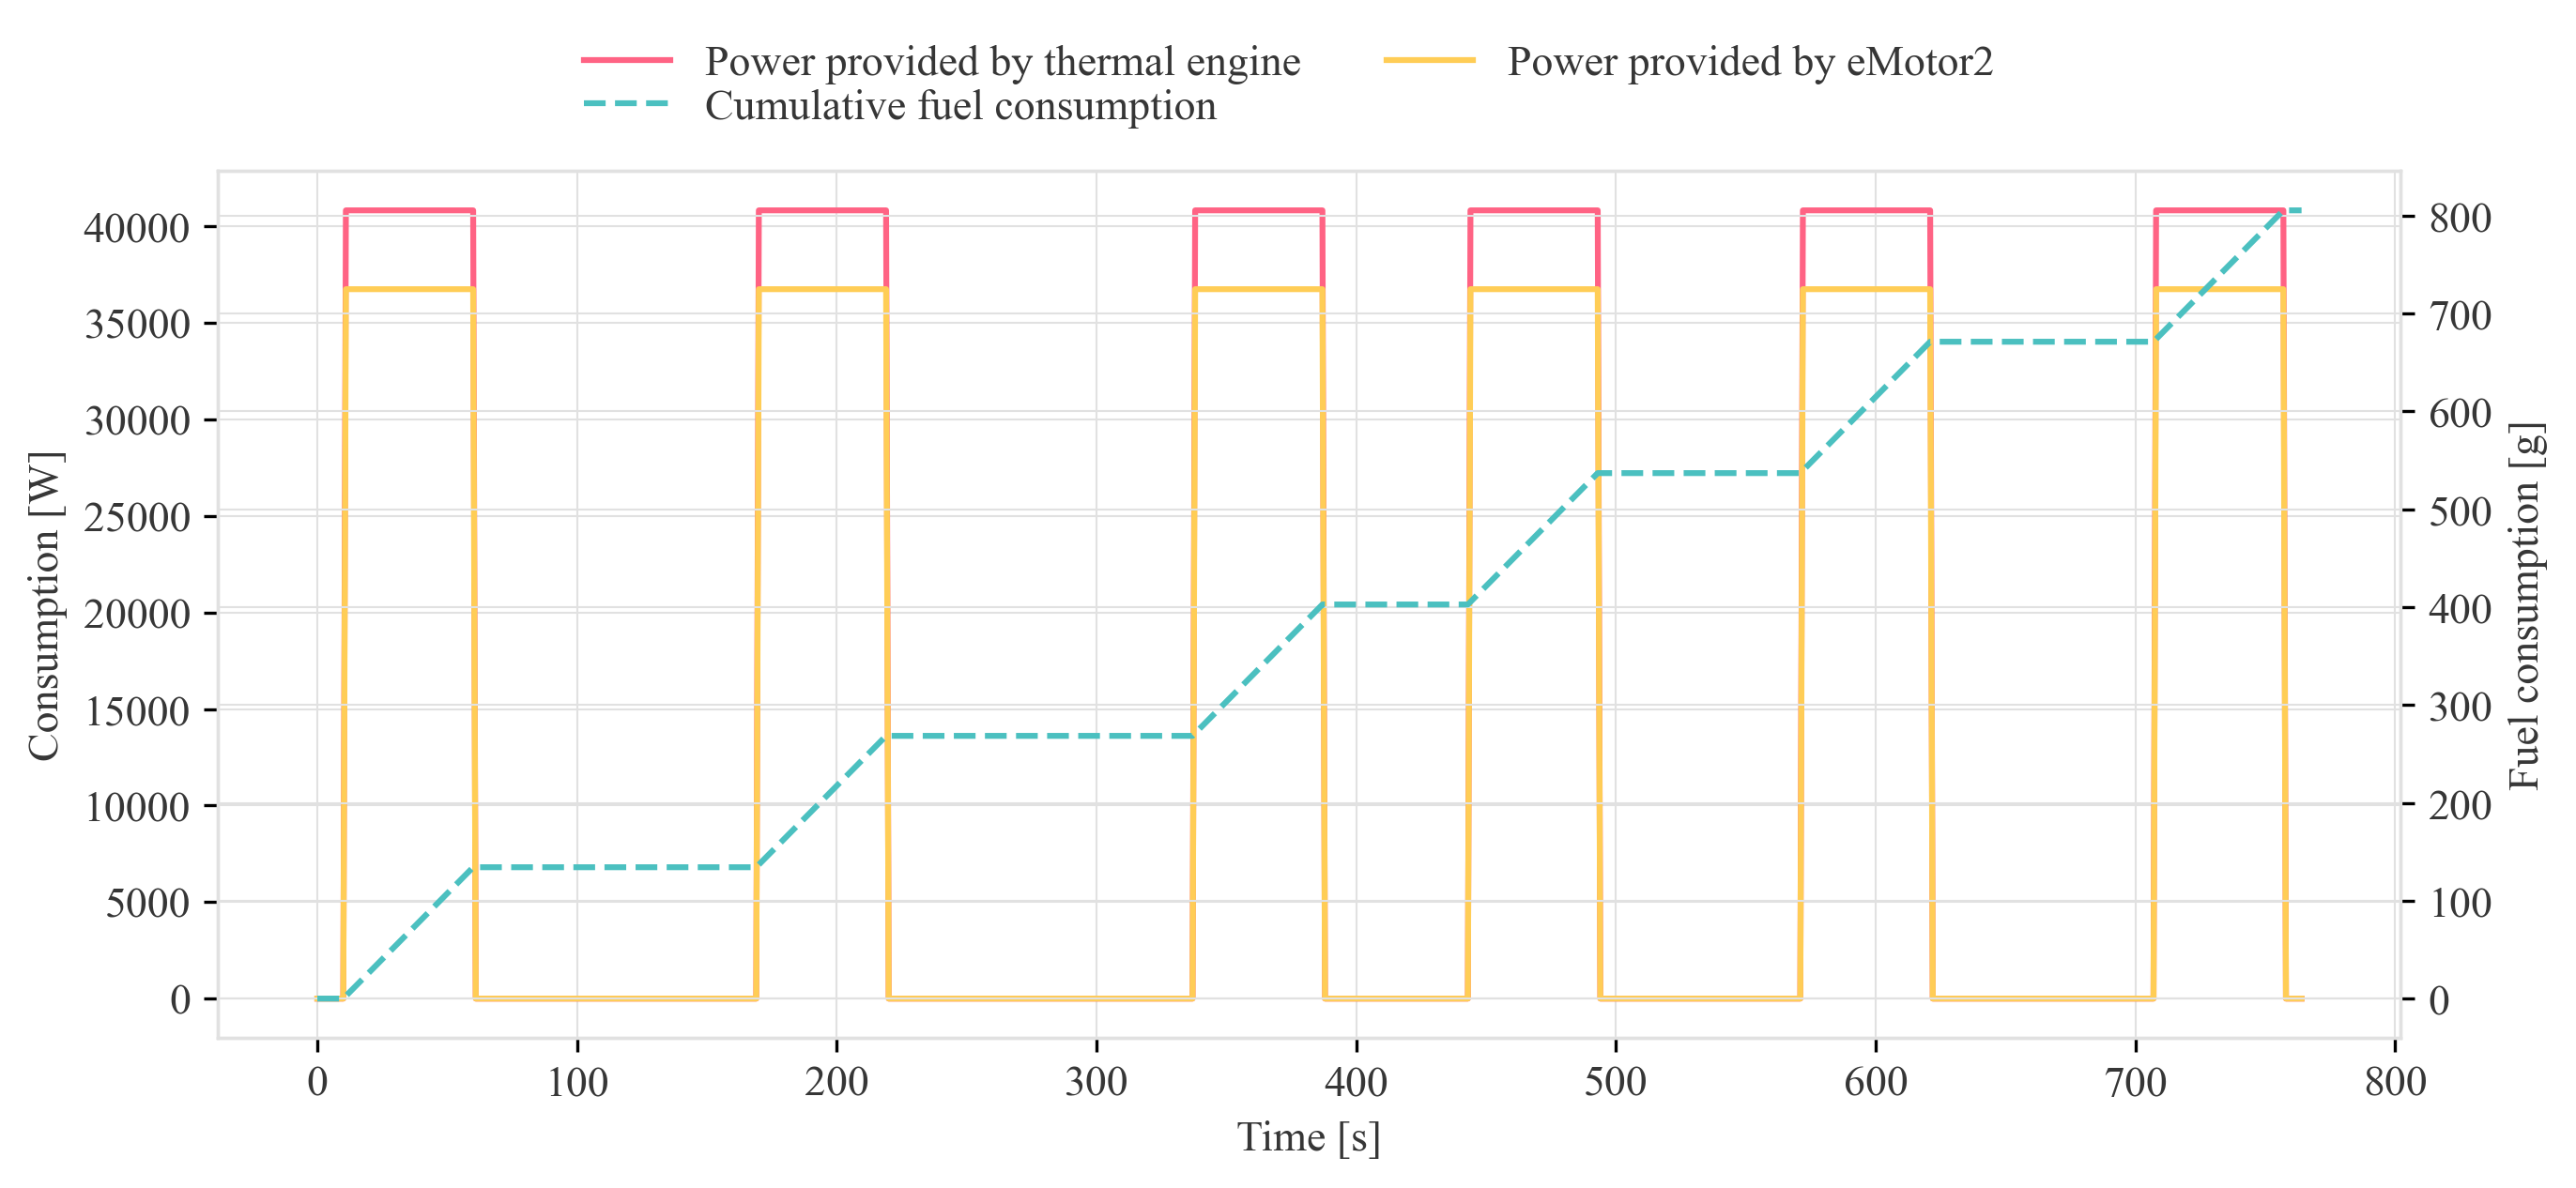 Power provided by thermal engine
Power provided by eMotor2
Cumulative fuel consumption
40000
35000
30000
25000
20000
15000
10000
5000
0
Consumption [W]
800
700
600
500
400
300
200
100
0
Fuel consumption [g]
0 100 200 300 400 500 600 700 800
Time [s]